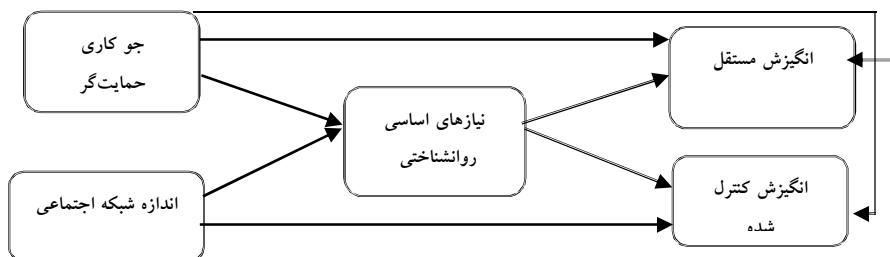 جو کاری
حمایت‌گر
انگیزش مستقل
نیازهای اساسی
روانشناختی
اندازه شبکه اجتماعی
انگیزش کنترل
شده